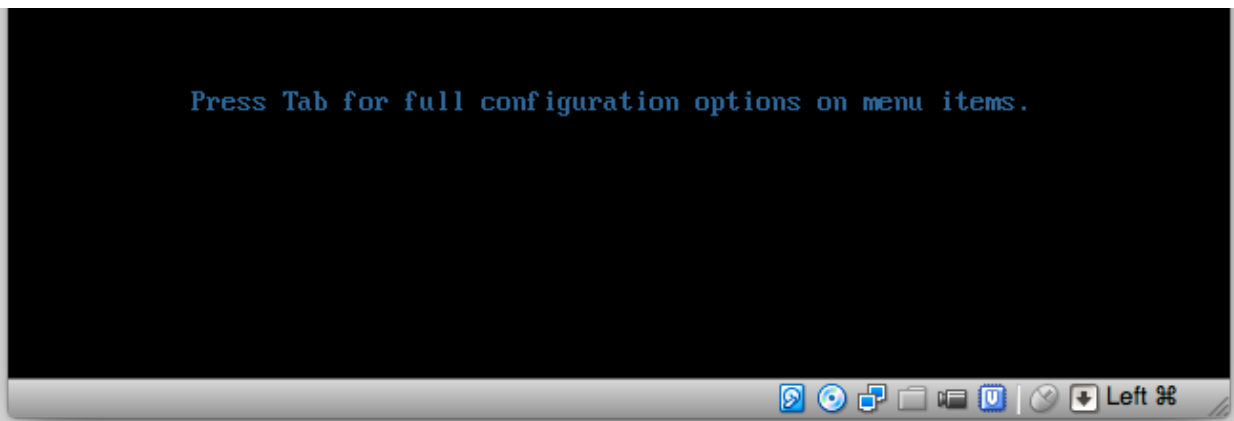 Press Tab for full configuration options on menu items.
Left ⌘